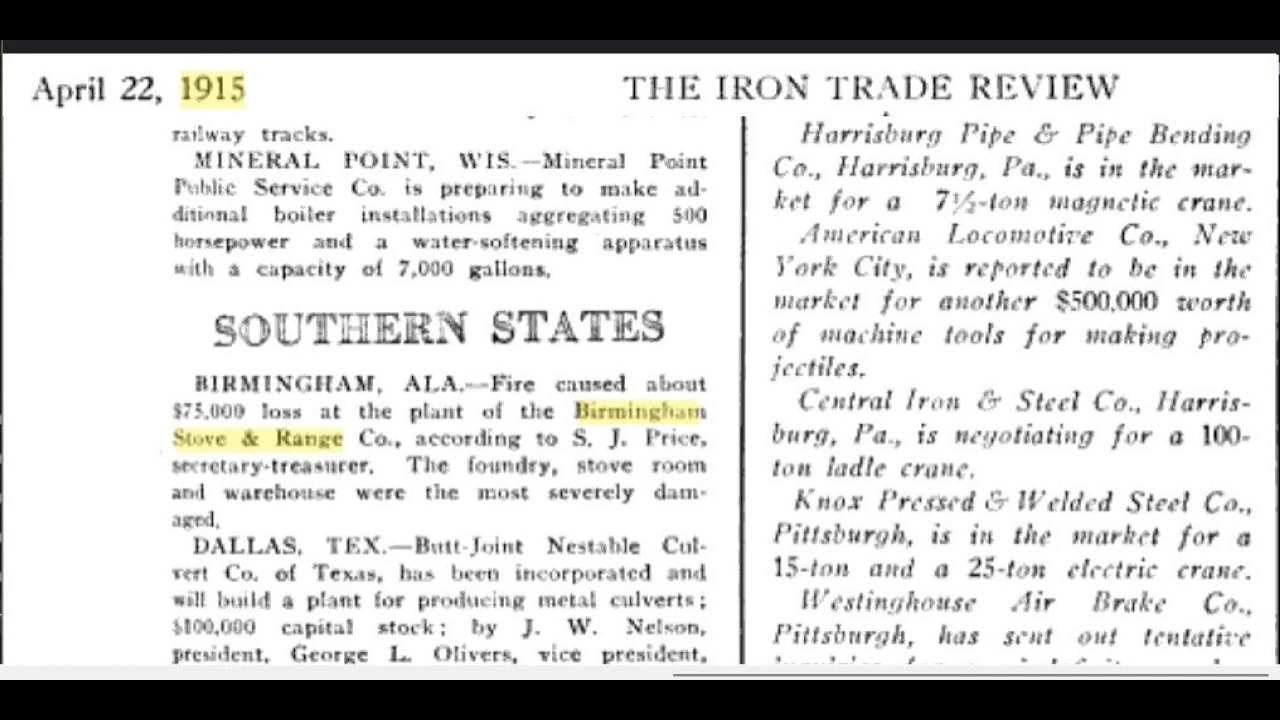 April 22, 1915
THE IRON TRADE REVIEW
railway tracks.
MINERAL POINT, WIS.—Mineral Point
Public Service Co. is preparing to make ad-
ditional boiler installations aggregating 500
horsepower and a water-softening apparatus
with a capacity of 7,000 gallons.
SOUTHERN STATES
BIRMINGHAM, ALA.—Fire caused about
$75,000 loss at the plant of the Birmingham
Stove & Range Co., according to S. J. Price,
secretary-treasurer. The foundry, stove room
and warehouse were the most severely dam-
aged.
DALLAS, TEX.—Butt-Joint Nestable Cul-
vert Co. of Texas, has been incorporated and
will build a plant for producing metal culverts;
$100,000 capital stock; by J. W. Nelson,
president, George L. Olivers, vice president,
Harrisburg Pipe & Pipe Bending
Co., Harrisburg, Pa., is in the mar-
ket for a 7½-ton magnetic crane.
American Locomotive Co., New
York City, is reported to be in the
market for another $500,000 worth
of machine tools for making pro-
jectiles.
Central Iron & Steel Co., Harris-
burg, Pa., is negotiating for a 100-
ton ladle crane.
Knox Pressed & Welded Steel Co.,
Pittsburgh, is in the market for a
15-ton and a 25-ton electric crane.
Westinghouse Air Brake Co.,
Pittsburgh, has sent out tentative